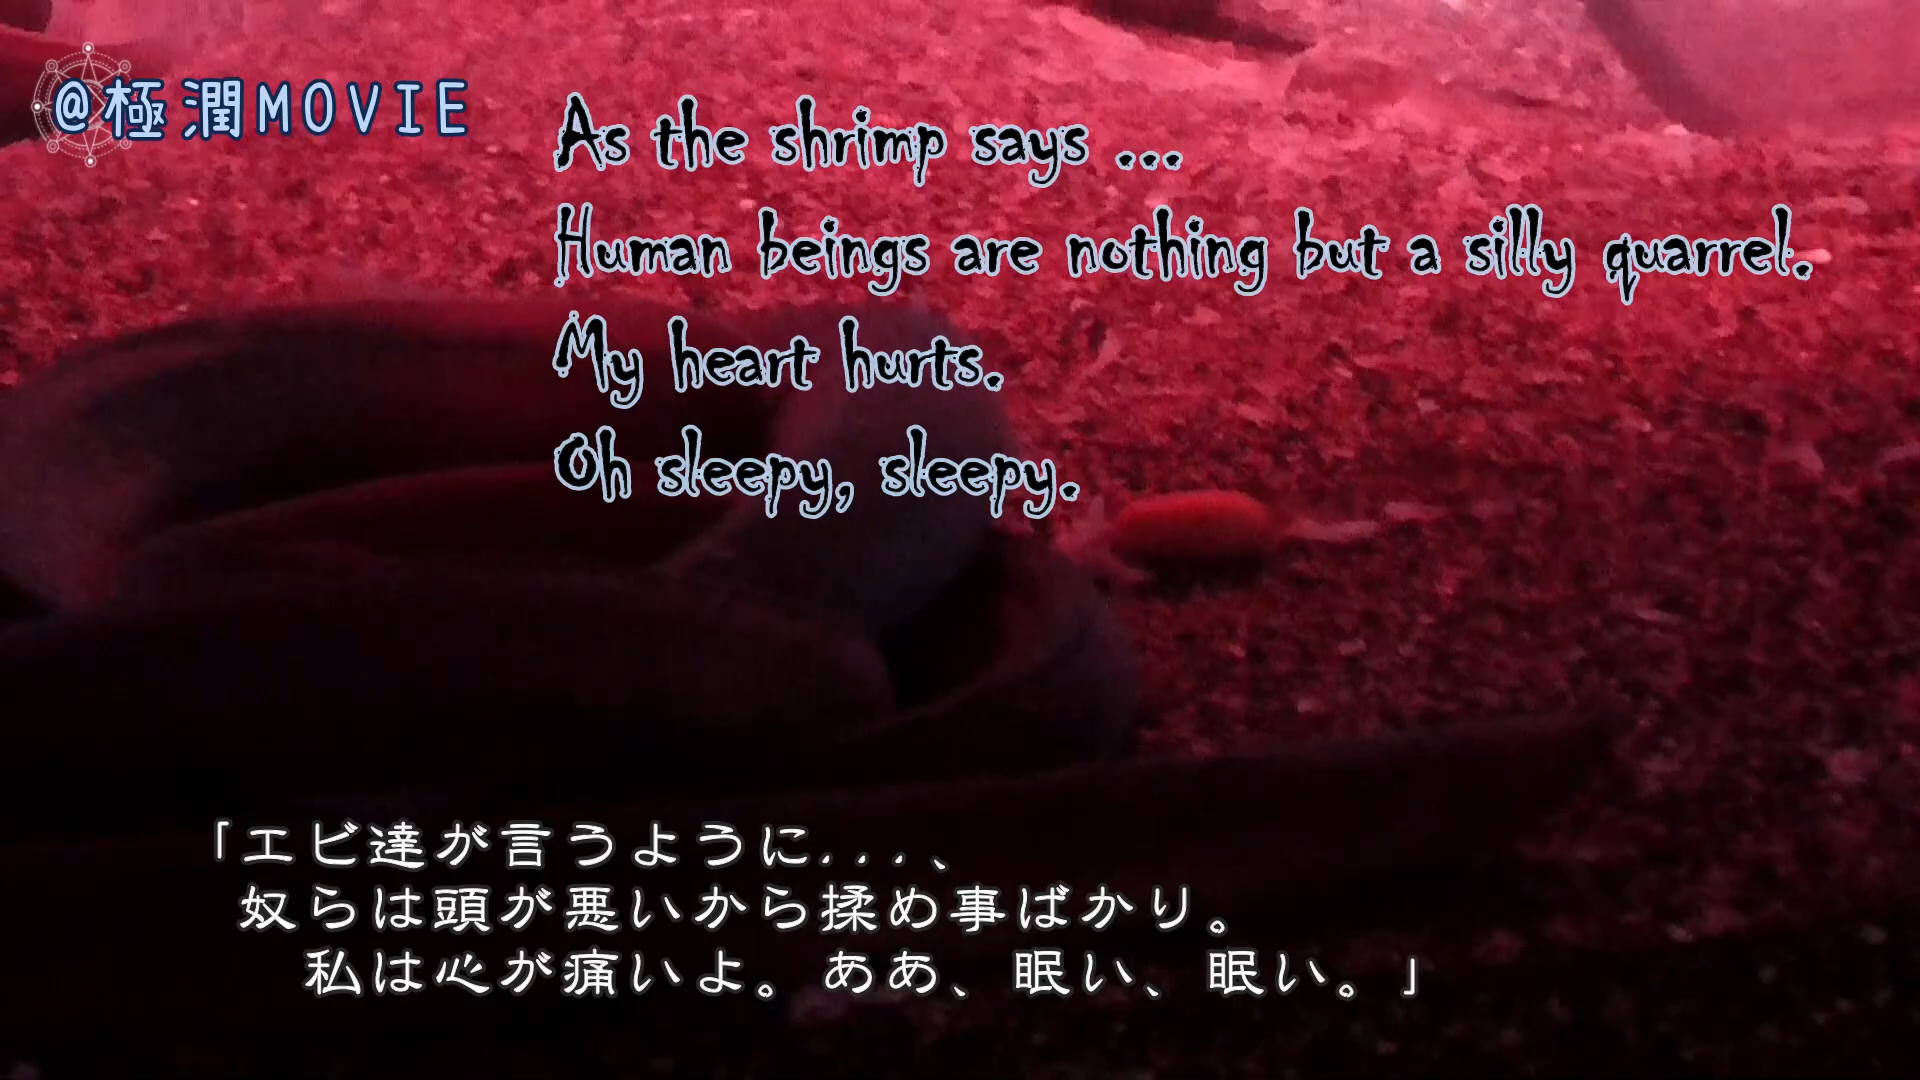 @極潤MOVIE
As the shrimp says ...
Human beings are nothing but a silly quarrel.
My heart hurts.
Oh sleepy, sleepy.
「エビ達が言うように...、
奴らは頭が悪いから揉め事ばかり。
私は心が痛いよ。ああ、眠い、眠い。」